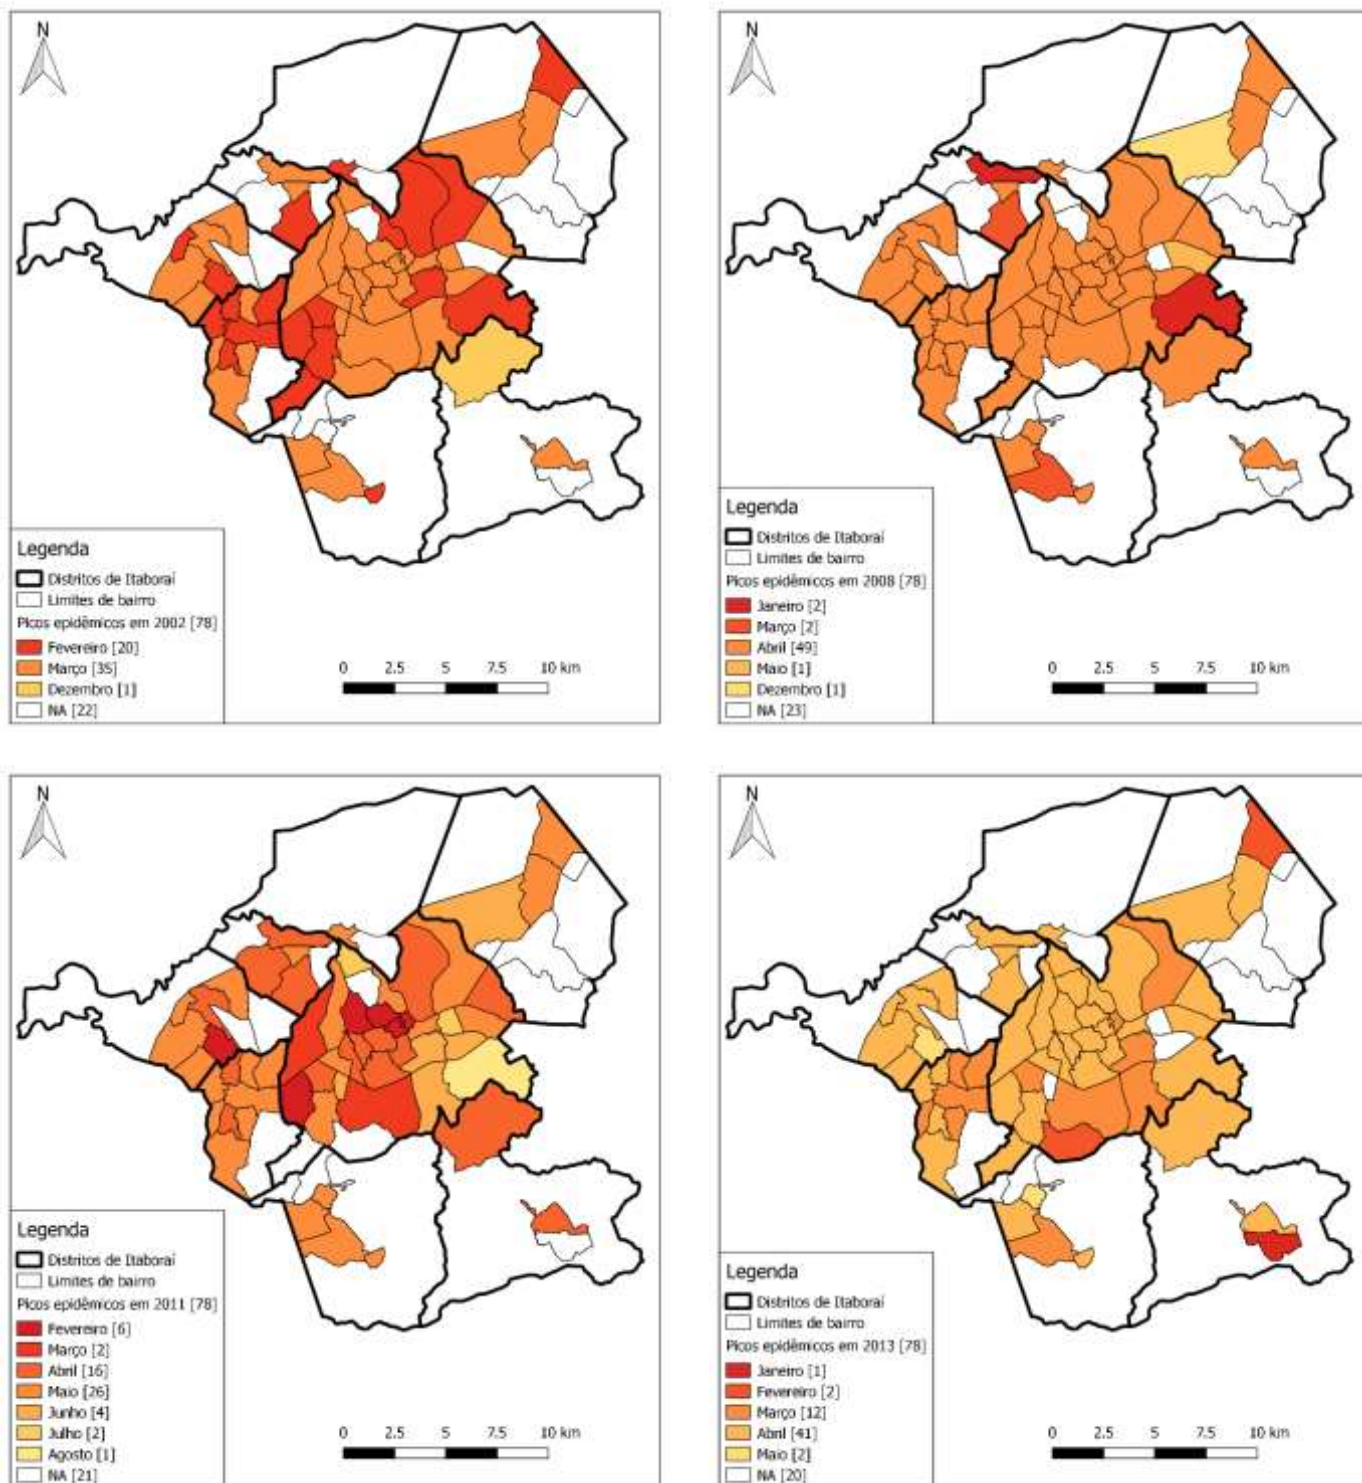 N
Legenda
Distritos de Itaboraí
Limites de bairro
Picos epidêmicos em 2002 [78]
Fevereiro [20]
Março [35]
Dezembro [1]
NA [22]
0 2.5 5 7.5 10 km
N
Legenda
Distritos de Itaboraí
Limites de bairro
Picos epidêmicos em 2008 [78]
Janeiro [2]
Março [2]
Abril [49]
Maio [1]
Dezembro [1]
NA [23]
0 2.5 5 7.5 10 km
N
Legenda
Distritos de Itaboraí
Limites de bairro
Picos epidêmicos em 2011 [78]
Fevereiro [6]
Março [2]
Abril [16]
Maio [26]
Junho [4]
Julho [2]
Agosto [1]
NA [21]
0 2.5 5 7.5 10 km
N
Legenda
Distritos de Itaboraí
Limites de bairro
Picos epidêmicos em 2013 [78]
Janeiro [1]
Fevereiro [2]
Março [12]
Abril [41]
Maio [2]
NA [20]
0 2.5 5 7.5 10 km